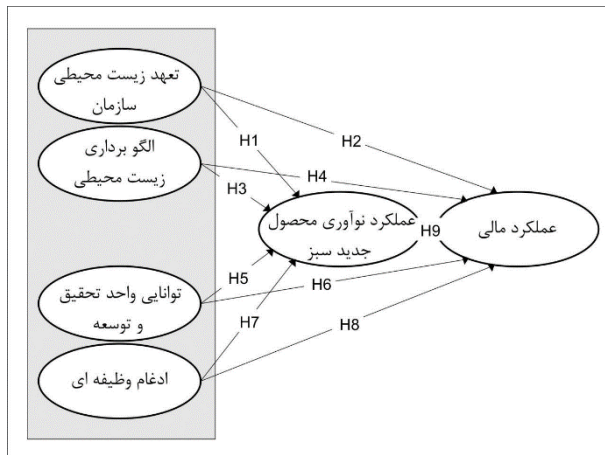 تعهد زیست محیطی
سازمان
الگو برداری
زیست محیطی
توانایی واحد تحقیق
و توسعه
ادغام وظیفه ای
عملکرد نوآوری محصول
جدید سبز
عملکرد مالی
H1
H2
H3
H4
H5
H6
H7
H8
H9